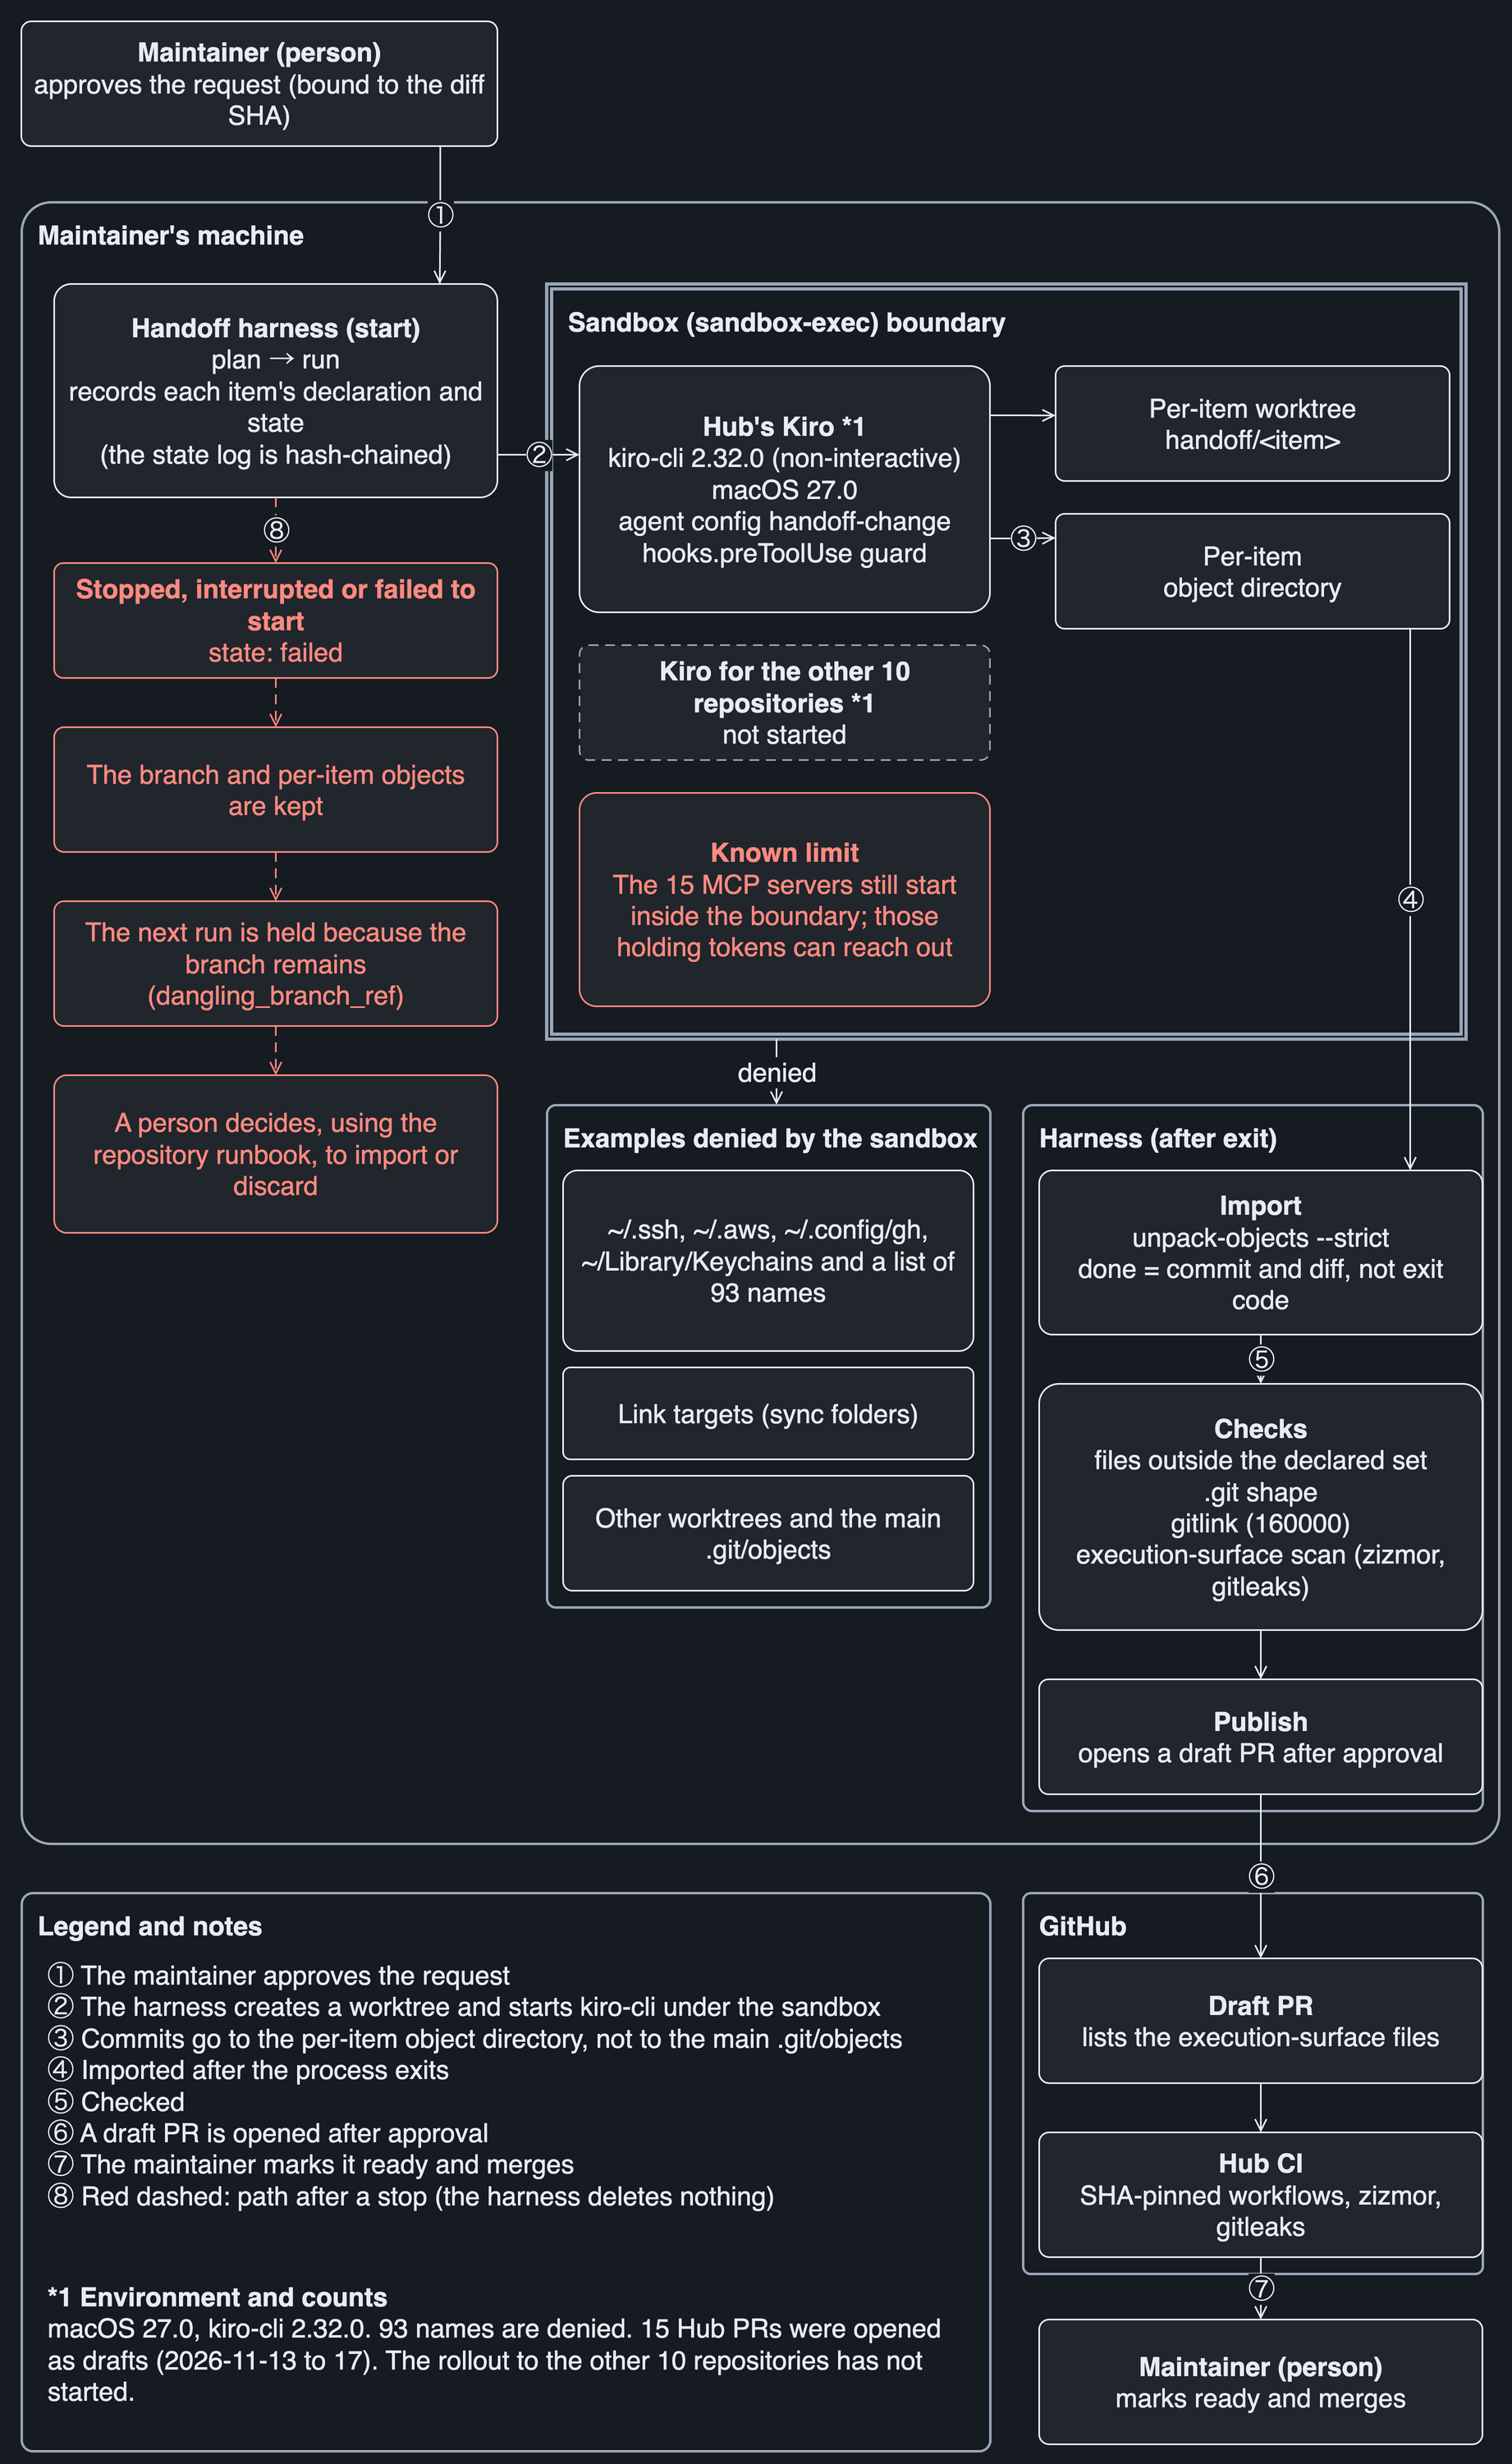 Maintainer (person)
approves the request (bound to the diff
SHA)
①
Maintainer's machine
Handoff harness (start)
plan → run
records each item's declaration and
state
(the state log is hash-chained)
②
Sandbox (sandbox-exec) boundary
Hub's Kiro *1
kiro-cli 2.32.0 (non-interactive)
macOS 27.0
agent config handoff-change
hooks.preToolUse guard
Per-item worktree
handoff/<item>
③
Per-item
object directory
⑧
Stopped, interrupted or failed to
start
state: failed
The branch and per-item objects
are kept
The next run is held because the
branch remains
(dangling_branch_ref)
A person decides, using the
repository runbook, to import or
discard
Kiro for the other 10
repositories *1
not started
Known limit
The 15 MCP servers still start
inside the boundary; those
holding tokens can reach out
④
denied
Examples denied by the sandbox
~/.ssh, ~/.aws, ~/.config/gh,
~/Library/Keychains and a list of
93 names
Link targets (sync folders)
Other worktrees and the main
.git/objects
Harness (after exit)
Import
unpack-objects --strict
done = commit and diff, not exit
code
⑤
Checks
files outside the declared set
.git shape
gitlink (160000)
execution-surface scan (zizmor,
gitleaks)
Publish
opens a draft PR after approval
⑥
Legend and notes
① The maintainer approves the request
② The harness creates a worktree and starts kiro-cli under the sandbox
③ Commits go to the per-item object directory, not to the main .git/objects
④ Imported after the process exits
⑤ Checked
⑥ A draft PR is opened after approval
⑦ The maintainer marks it ready and merges
⑧ Red dashed: path after a stop (the harness deletes nothing)
*1 Environment and counts
macOS 27.0, kiro-cli 2.32.0. 93 names are denied. 15 Hub PRs were opened
as drafts (2026-11-13 to 17). The rollout to the other 10 repositories has not
started.
GitHub
Draft PR
lists the execution-surface files
Hub CI
SHA-pinned workflows, zizmor,
gitleaks
⑦
Maintainer (person)
marks ready and merges